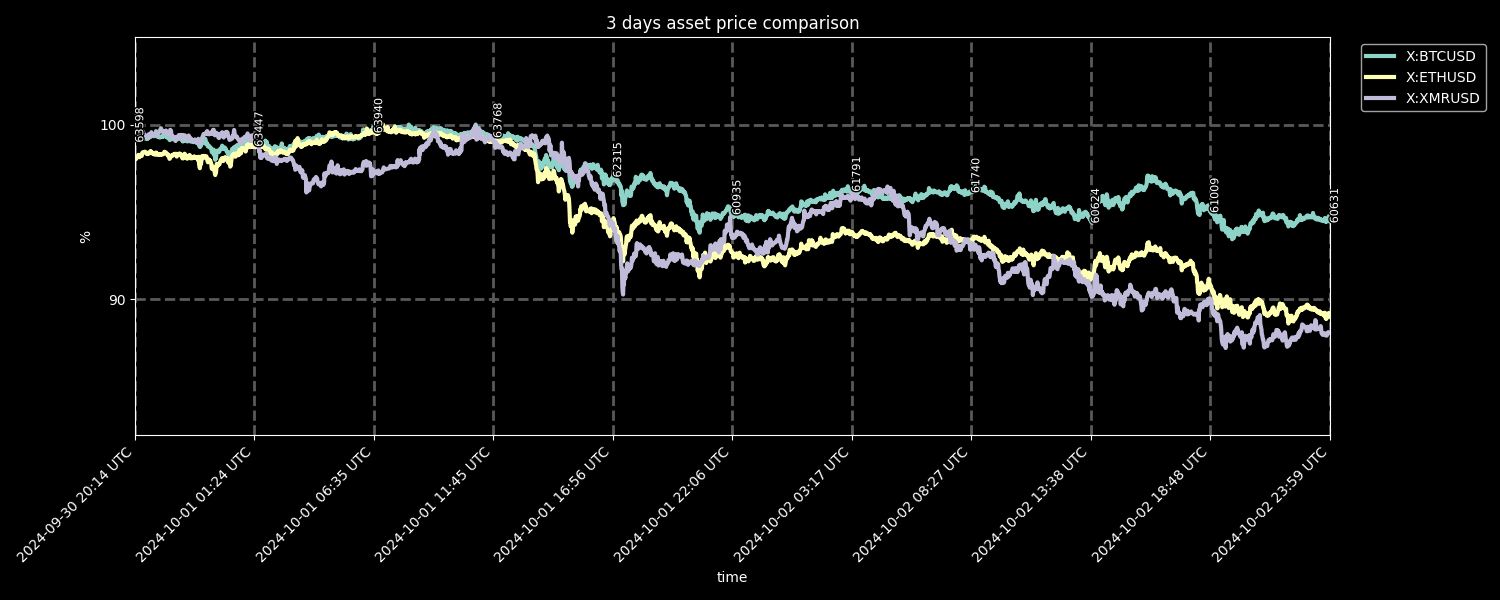 3 days asset price comparison
X:BTCUSD
X:ETHUSD
X:XMRUSD
100
90
%
63598
63447
63940
63768
62315
60935
61791
61740
60624
61009
60631
2024-09-30 20:14 UTC
2024-10-01 01:24 UTC
2024-10-01 06:35 UTC
2024-10-01 11:45 UTC
2024-10-01 16:56 UTC
2024-10-01 22:06 UTC
2024-10-02 03:17 UTC
2024-10-02 08:27 UTC
2024-10-02 13:38 UTC
2024-10-02 18:48 UTC
2024-10-02 23:59 UTC
time